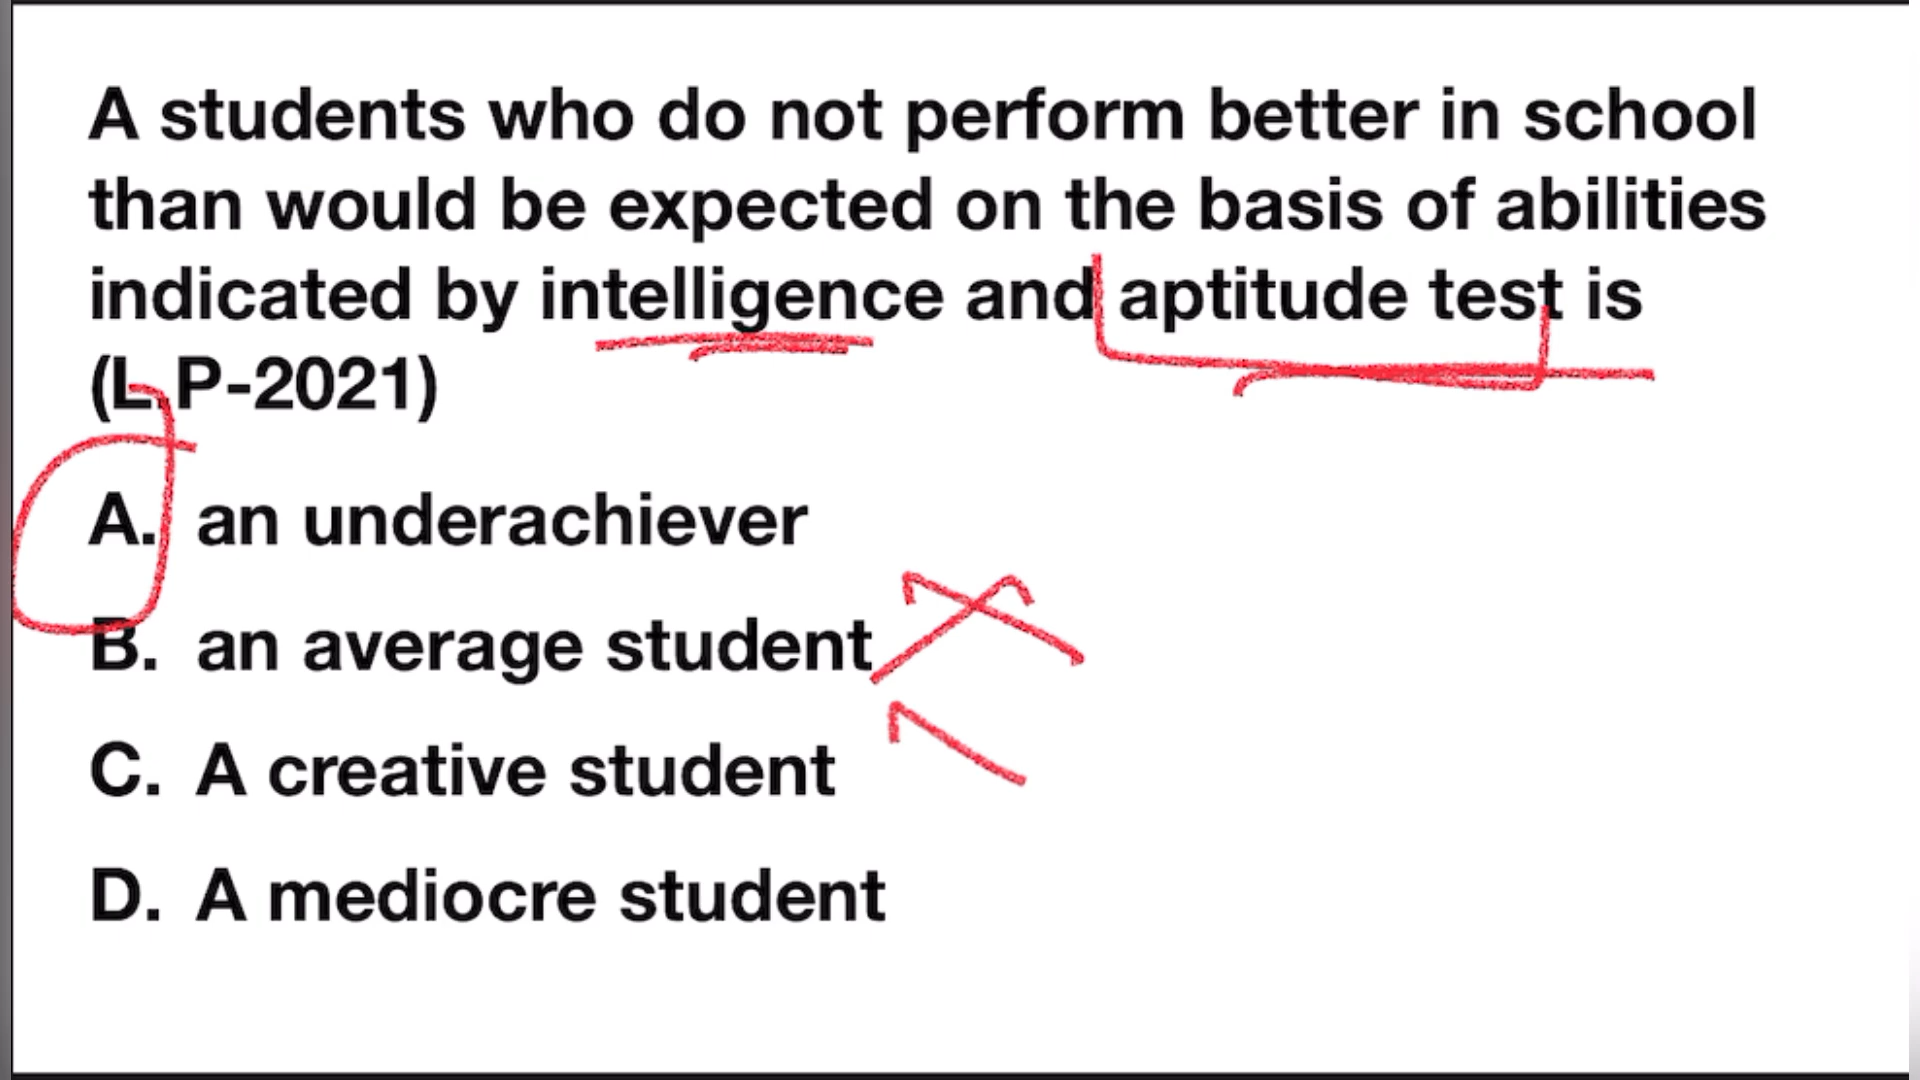 A students who do not perform better in school
than would be expected on the basis of abilities
indicated by intelligence and aptitude test is
(L.P-2021)
A. an underachiever
B. an average student
C. A creative student
D. A mediocre student